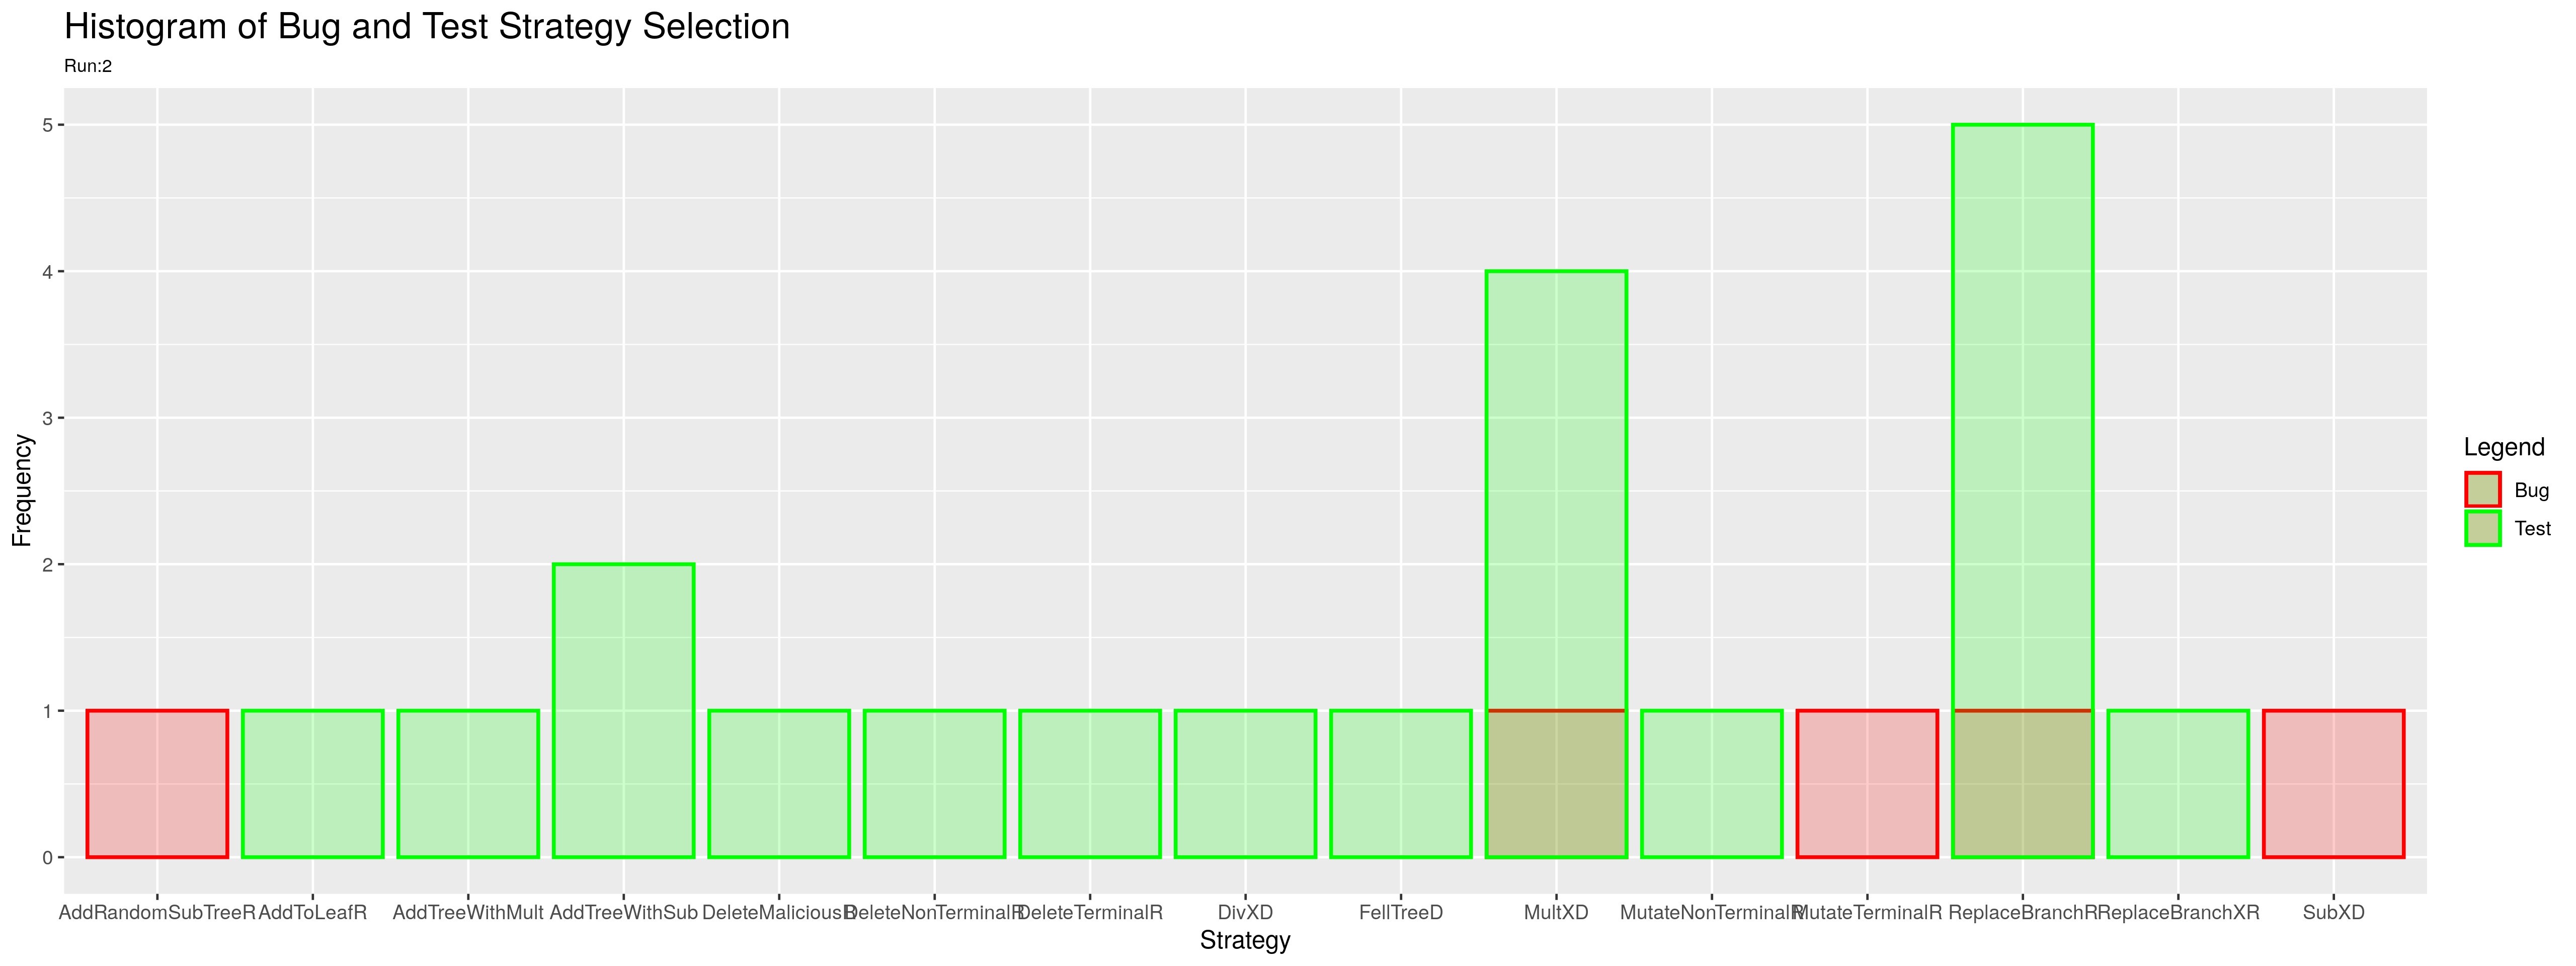 Histogram of Bug and Test Strategy Selection
Run:2
Frequency
5
4
3
2
1
0
AddRandomSubTreeR AddToLeafR AddTreeWithMult AddTreeWithSub DeleteMaliciousR DeleteNonTerminalR DeleteTerminalR DivXD FellTreeD MultXD MutateNonTerminalR MutateTerminalR ReplaceBranchR ReplaceBranchXR SubXD
Strategy
Legend
Bug
Test